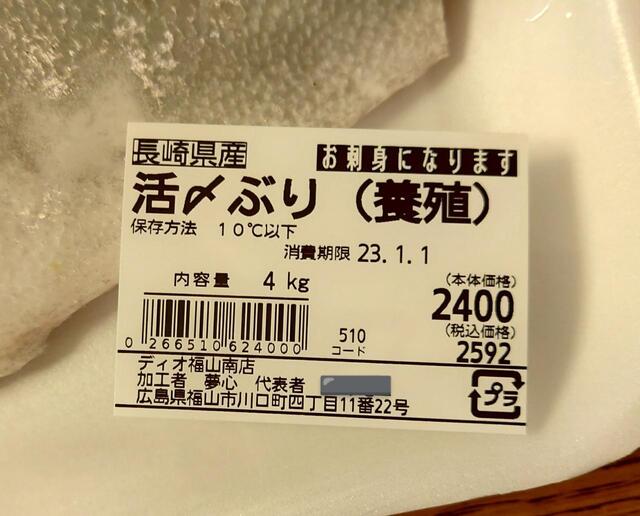 長崎県産
お刺身になります
活〆ぶり（養殖）
保存方法 10℃以下
消費期限 23.1.1
内容量 4 kg
(本体価格)
2400
(税込価格)
2592
0 266510 624000
510
コード
ディオ福山南店
加工者 夢心 代表者
広島県福山市川口町四丁目11番22号
プラ